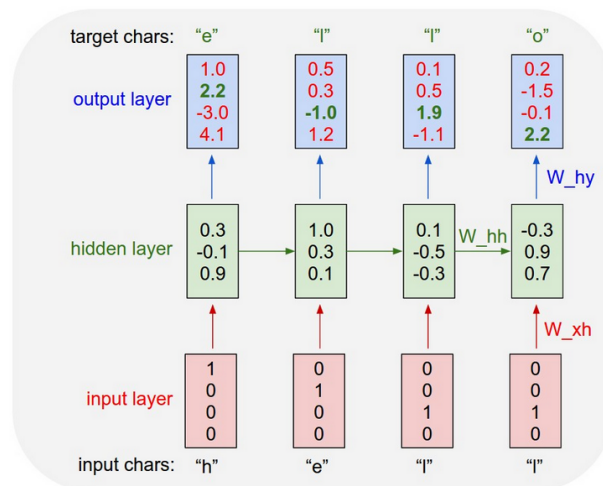 target chars: “e” “l” “l” “o”
output layer
1.0 0.5 0.1 0.2
2.2 0.3 0.5 -1.5
-3.0 -1.0 1.9 -0.1
4.1 1.2 -1.1 2.2
W_hy
hidden layer
0.3 1.0 0.1 -0.3
-0.1 0.3 -0.5 0.9
0.9 0.1 -0.3 0.7
W_hh
W_xh
input layer
1 0 0 0
0 1 0 0
0 0 1 1
0 0 0 0
input chars: “h” “e” “l” “l”